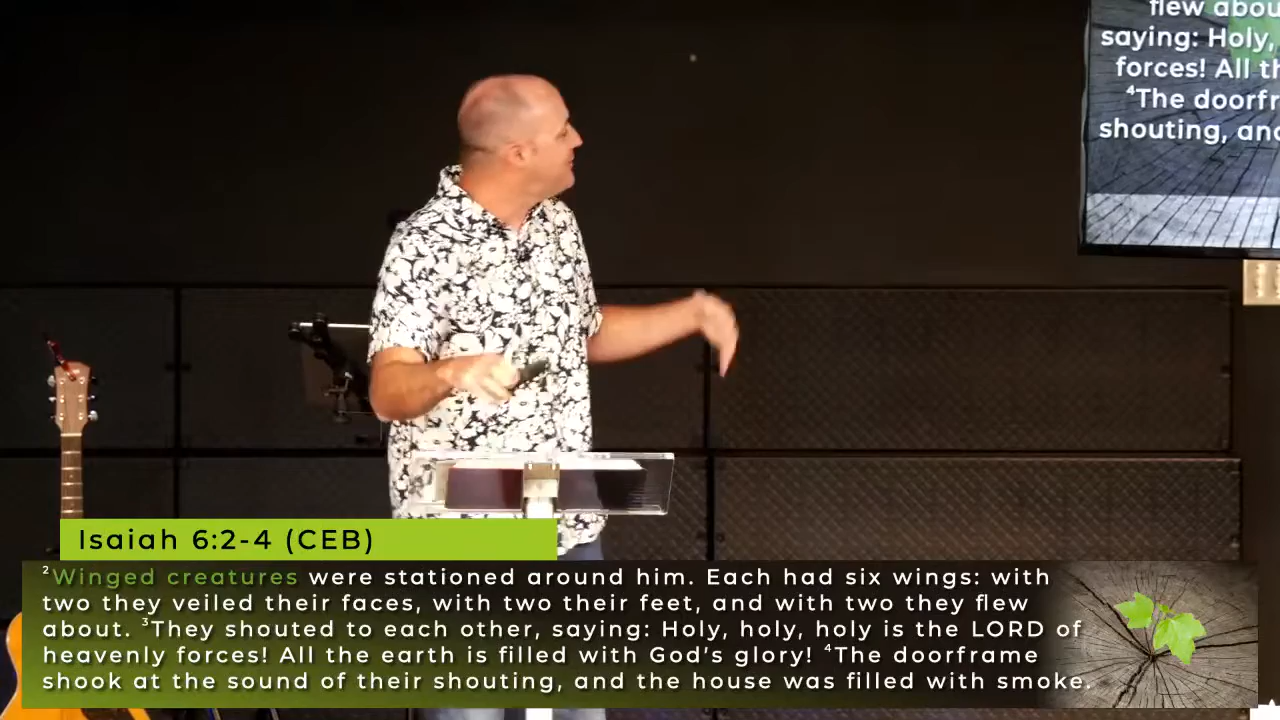 flew abou
saying: Holy,
forces! All th
⁴The doorfr
shouting, and
Isaiah 6:2-4 (CEB)
²Winged creatures were stationed around him. Each had six wings: with
two they veiled their faces, with two their feet, and with two they flew
about. ³They shouted to each other, saying: Holy, holy, holy is the LORD of
heavenly forces! All the earth is filled with God's glory! ⁴The doorframe
shook at the sound of their shouting, and the house was filled with smoke.